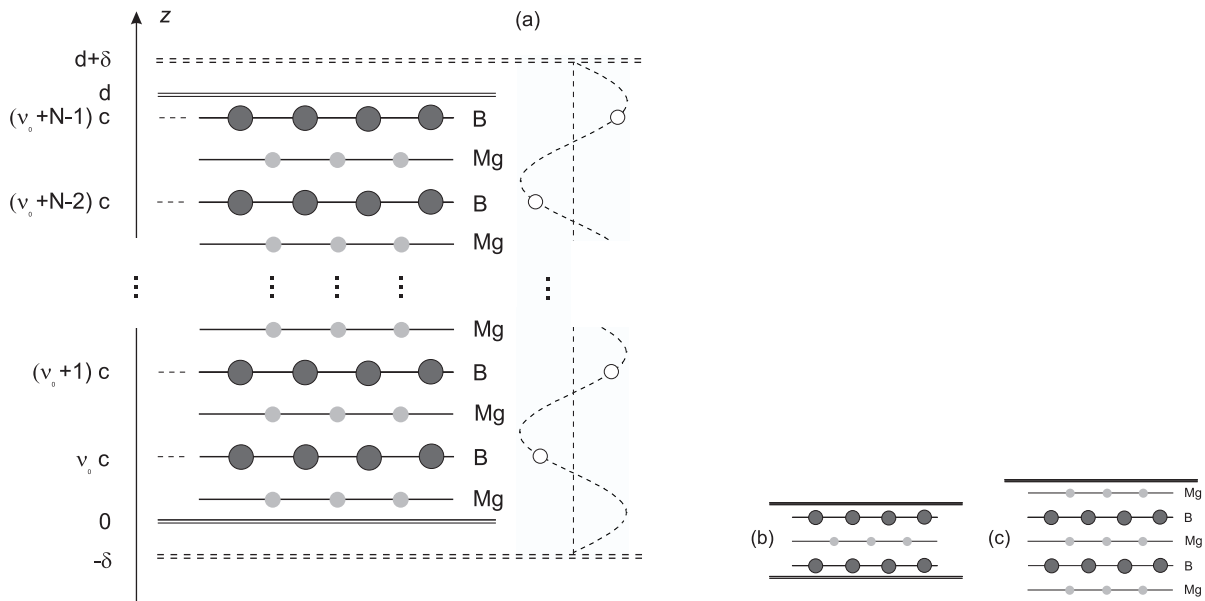 z (a)
d+δ
d
(ν₀+N-1) c B
Mg
(ν₀+N-2) c B
Mg
Mg
(ν₀+1) c B
Mg
ν₀ c B
Mg
0
-δ
(b)
(c)
Mg
B
Mg
B
Mg